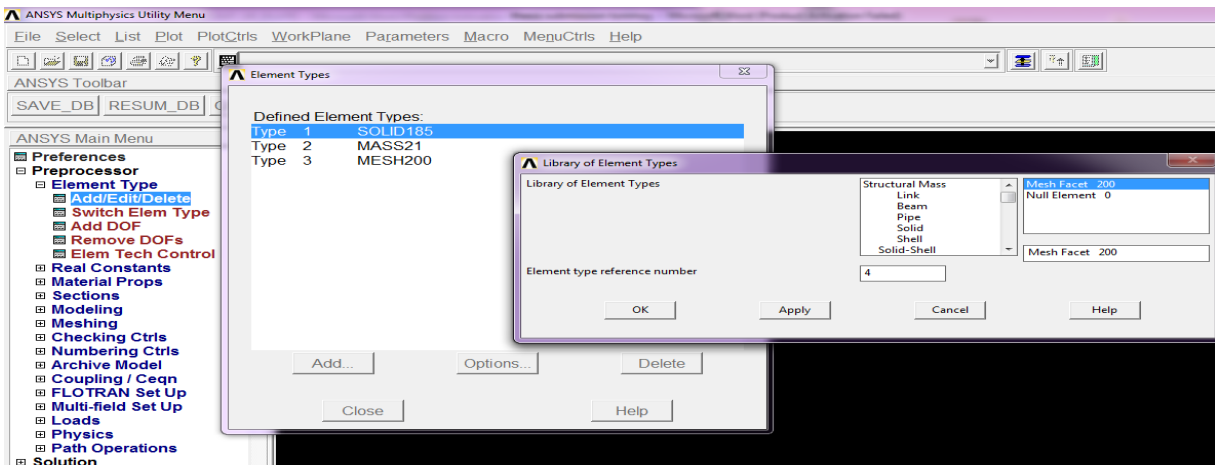 ANSYS Multiphysics Utility Menu
File Select List Plot PlotCtrls WorkPlane Parameters Macro MenuCtrls Help
ANSYS Toolbar
SAVE_DB RESUM_DB
ANSYS Main Menu
Preferences
Preprocessor
Element Type
Add/Edit/Delete
Switch Elem Type
Add DOF
Remove DOFs
Elem Tech Control
Real Constants
Material Props
Sections
Modeling
Meshing
Checking Ctrls
Numbering Ctrls
Archive Model
Coupling / Ceqn
FLOTRAN Set Up
Multi-field Set Up
Loads
Physics
Path Operations
Solution
Element Types
Defined Element Types:
Type 1 SOLID185
Type 2 MASS21
Type 3 MESH200
Add... Options... Delete
Close Help
Library of Element Types
Library of Element Types
Structural Mass
Link
Beam
Pipe
Solid
Shell
Solid-Shell
Mesh Facet 200
Null Element 0
Mesh Facet 200
Element type reference number
4
OK Apply Cancel Help